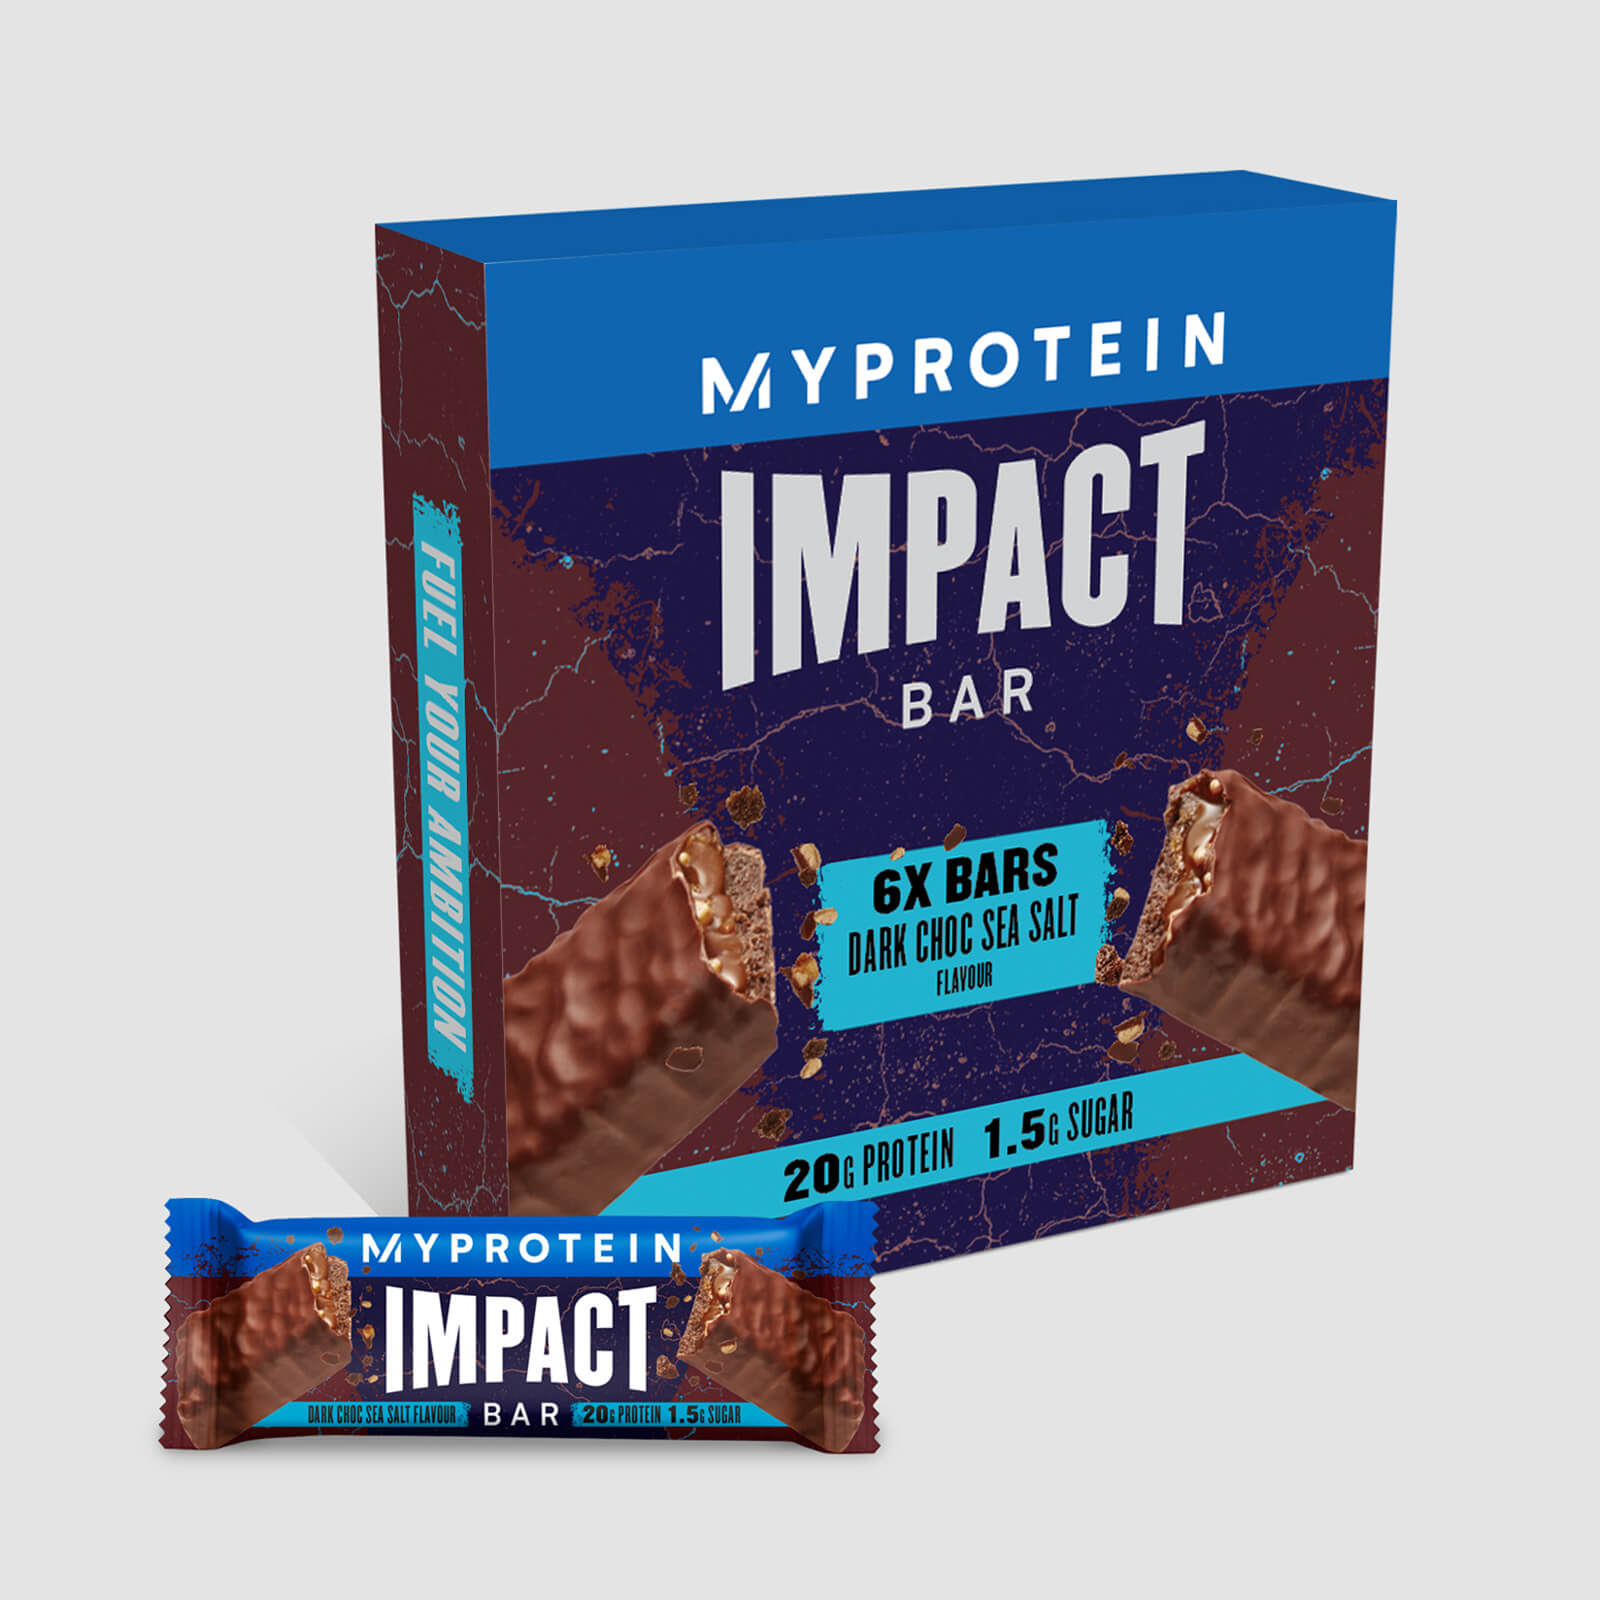 MYPROTEIN
IMPACT
BAR
6X BARS
DARK CHOC SEA SALT
FLAVOUR
20G PROTEIN 1.5G SUGAR
FUEL YOUR AMBITION
MYPROTEIN
IMPACT
DARK CHOC SEA SALT FLAVOUR BAR 20G PROTEIN 1.5G SUGAR